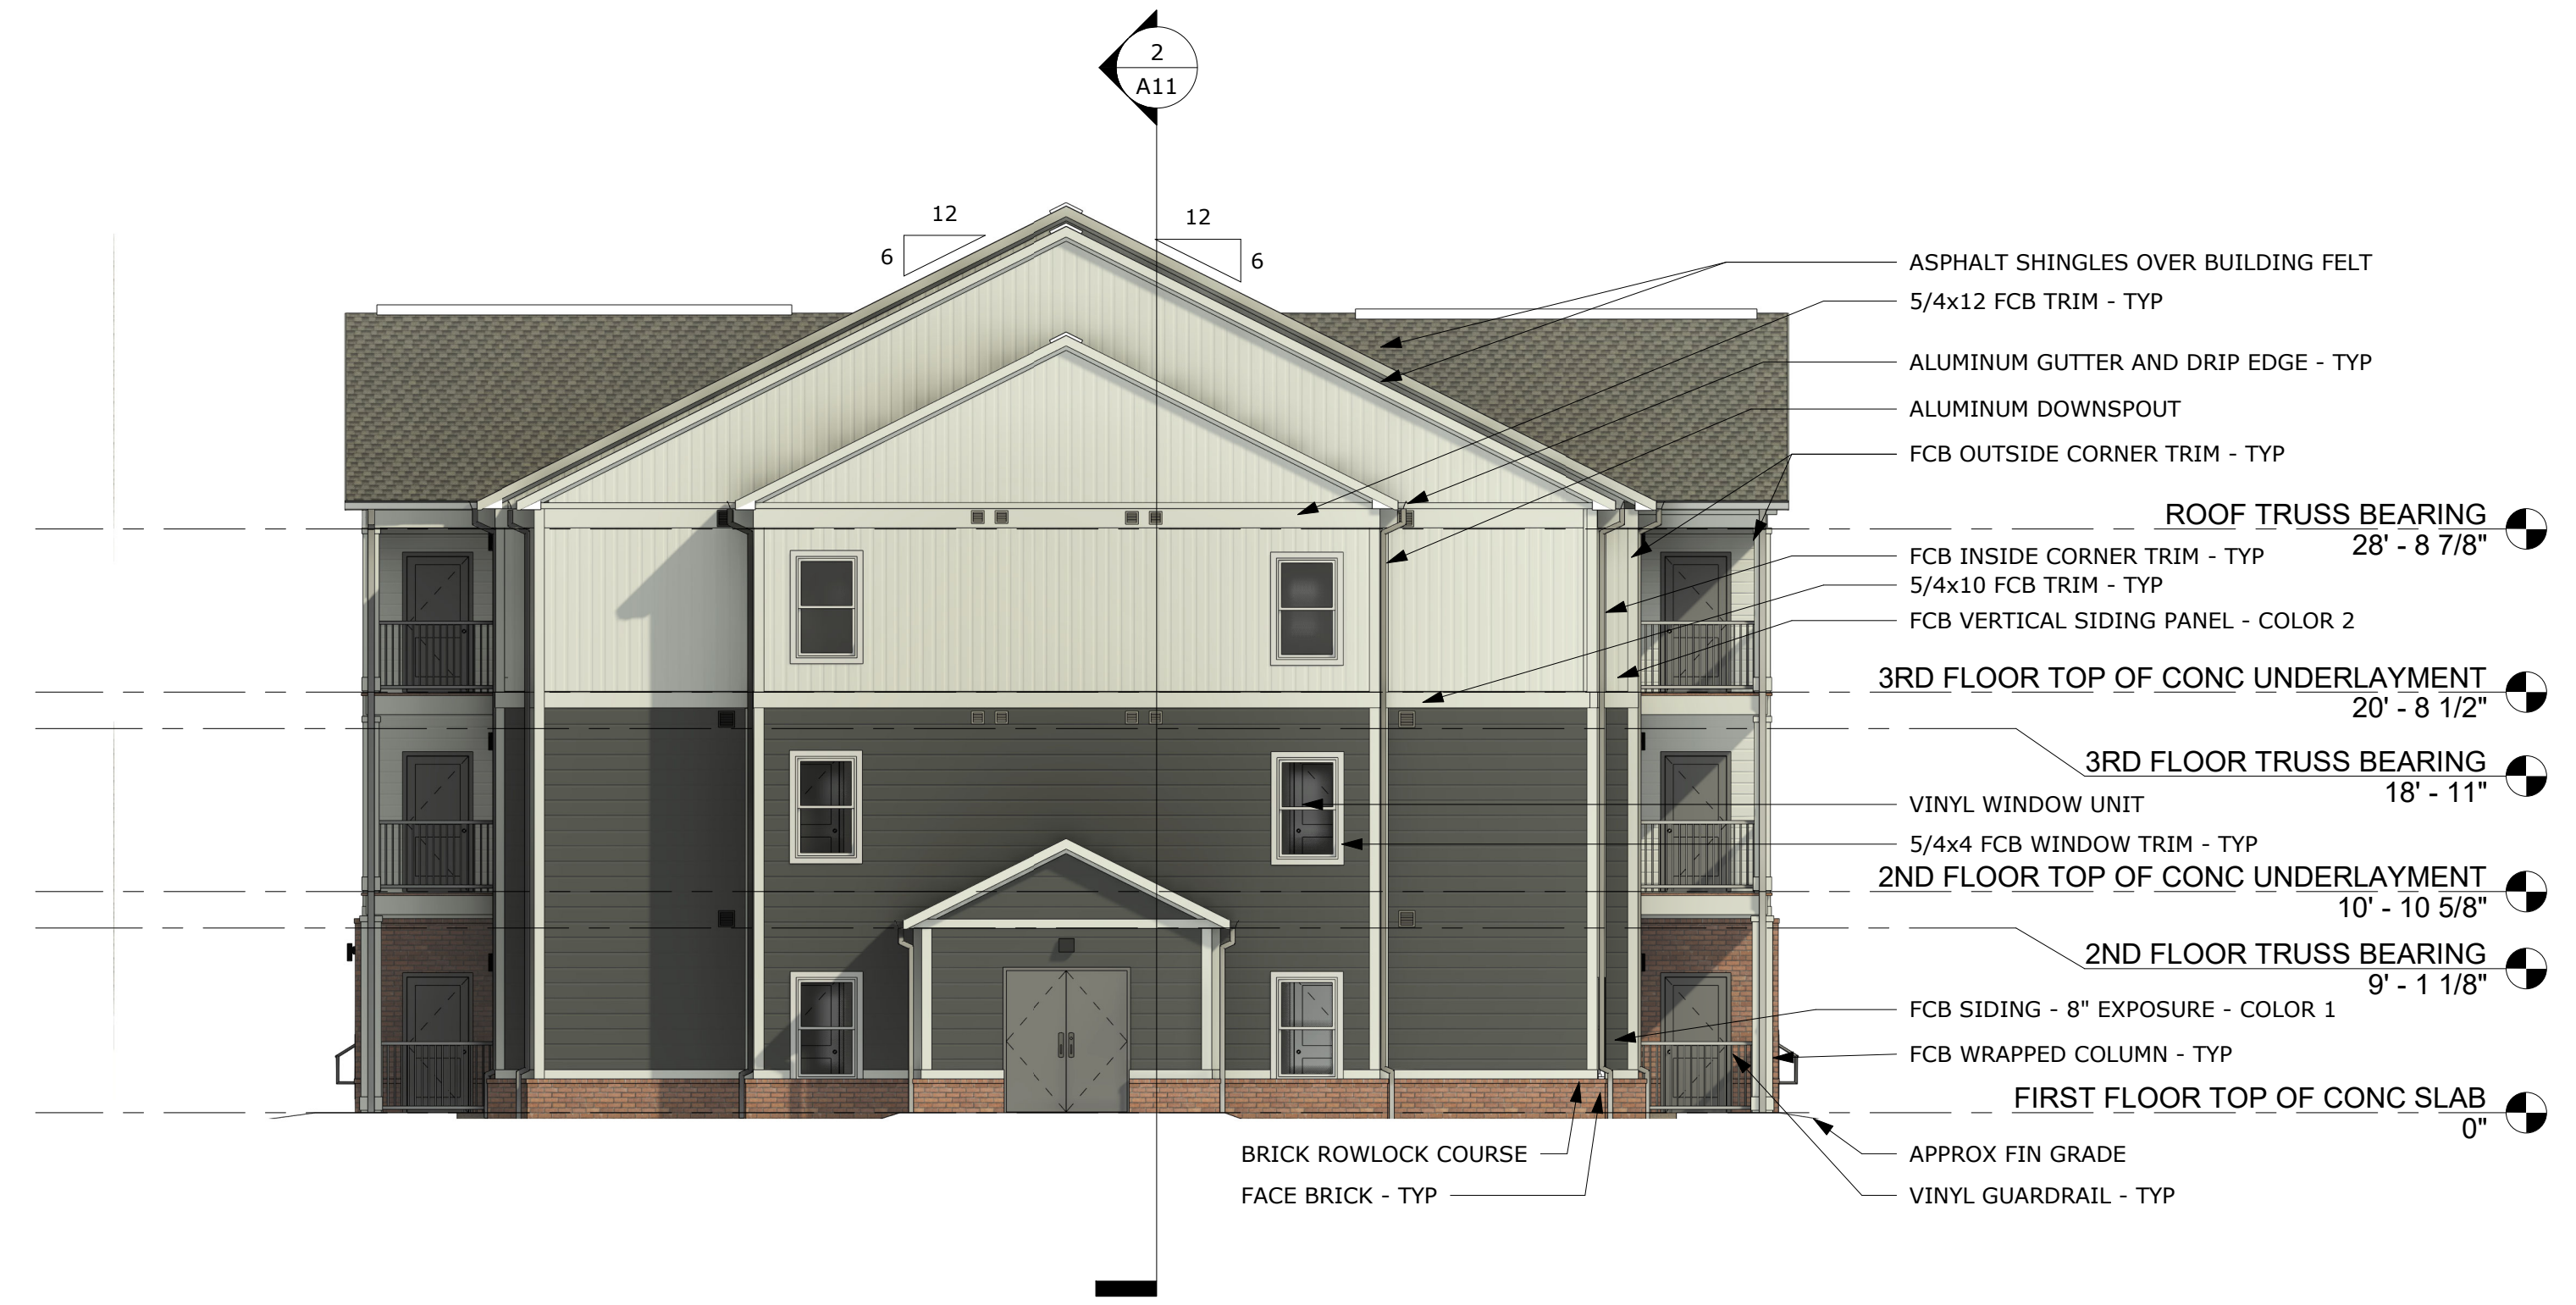 2
A11
12
12
6
6
ASPHALT SHINGLES OVER BUILDING FELT
5/4x12 FCB TRIM - TYP
ALUMINUM GUTTER AND DRIP EDGE - TYP
ALUMINUM DOWNSPOUT
FCB OUTSIDE CORNER TRIM - TYP
ROOF TRUSS BEARING
28' - 8 7/8"
FCB INSIDE CORNER TRIM - TYP
5/4x10 FCB TRIM - TYP
FCB VERTICAL SIDING PANEL - COLOR 2
3RD FLOOR TOP OF CONC UNDERLAYMENT
20' - 8 1/2"
3RD FLOOR TRUSS BEARING
18' - 11"
VINYL WINDOW UNIT
5/4x4 FCB WINDOW TRIM - TYP
2ND FLOOR TOP OF CONC UNDERLAYMENT
10' - 10 5/8"
2ND FLOOR TRUSS BEARING
9' - 1 1/8"
FCB SIDING - 8" EXPOSURE - COLOR 1
FCB WRAPPED COLUMN - TYP
FIRST FLOOR TOP OF CONC SLAB
0"
BRICK ROWLOCK COURSE
APPROX FIN GRADE
FACE BRICK - TYP
VINYL GUARDRAIL - TYP